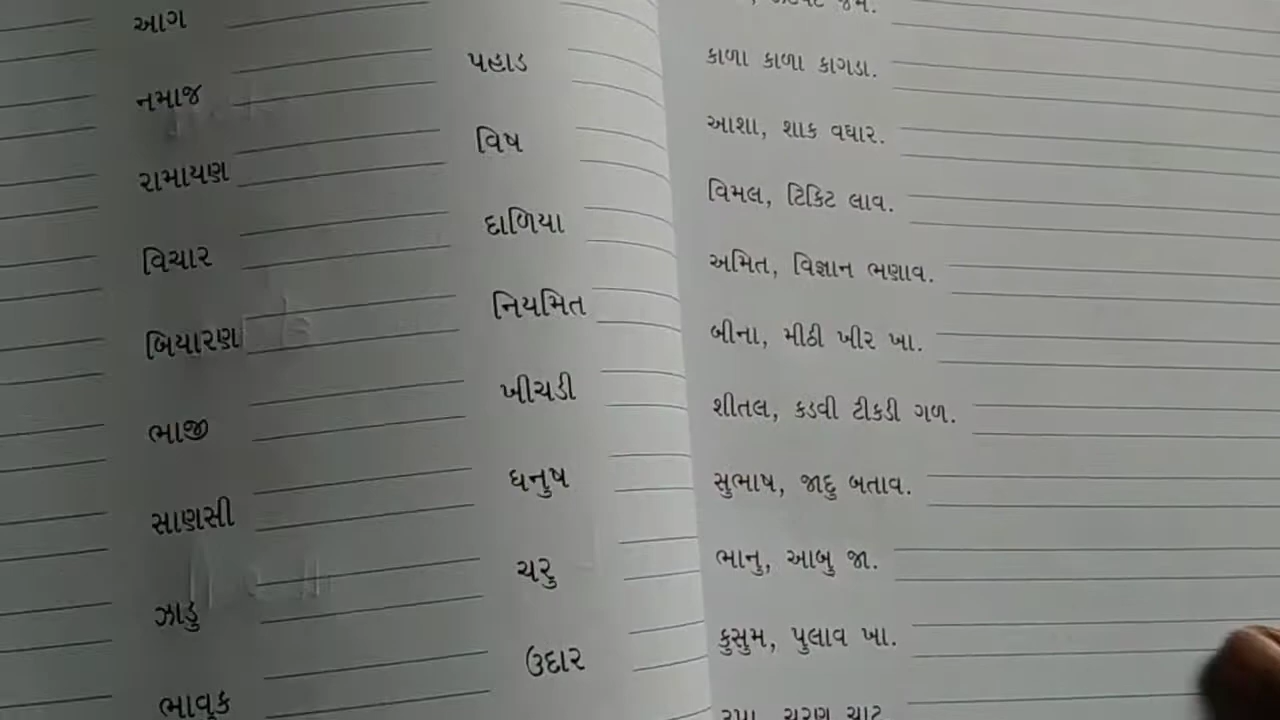 આગ
નમાજ
રામાયણ
વિચાર
બિયારણ
ભાજી
સાણસી
ઝાડુ
ભાવુક
પહાડ
વિષ
દાળિયા
નિયમિત
ખીચડી
ધનુષ
ચરુ
ઉદાર
કાળા કાળા કાગડા.
આશા, શાક વઘાર.
વિમલ, ટિકિટ લાવ.
અમિત, વિજ્ઞાન ભણાવ.
બીના, મીઠી ખીર ખા.
શીતલ, કડવી ટીકડી ગળ.
સુભાષ, જાદુ બતાવ.
ભાનુ, આબુ જા.
કુસુમ, પુલાવ ખા.